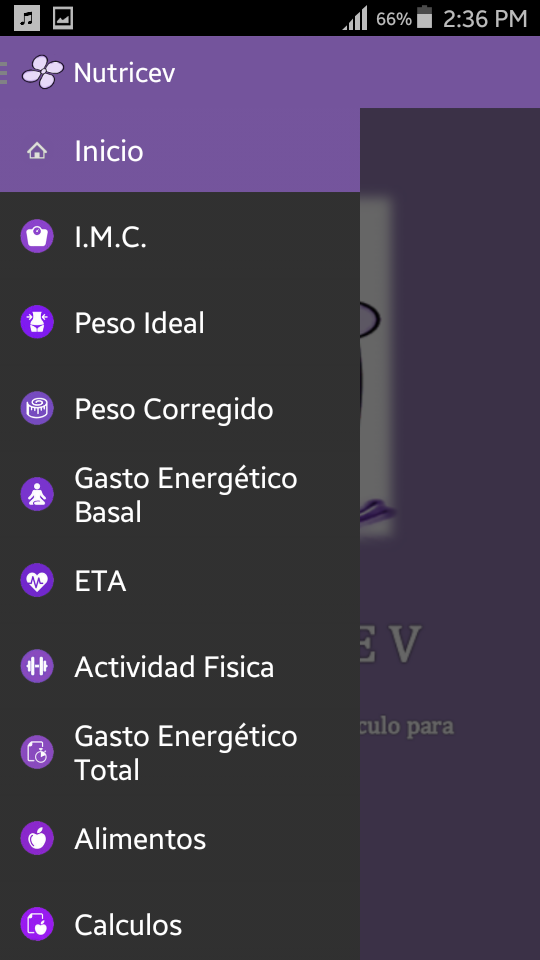 66% 2:36 PM
Nutricev
Inicio
I.M.C.
Peso Ideal
Peso Corregido
Gasto Energético
Basal
ETA
Actividad Fisica
Gasto Energético
Total
Alimentos
Calculos
E V
para